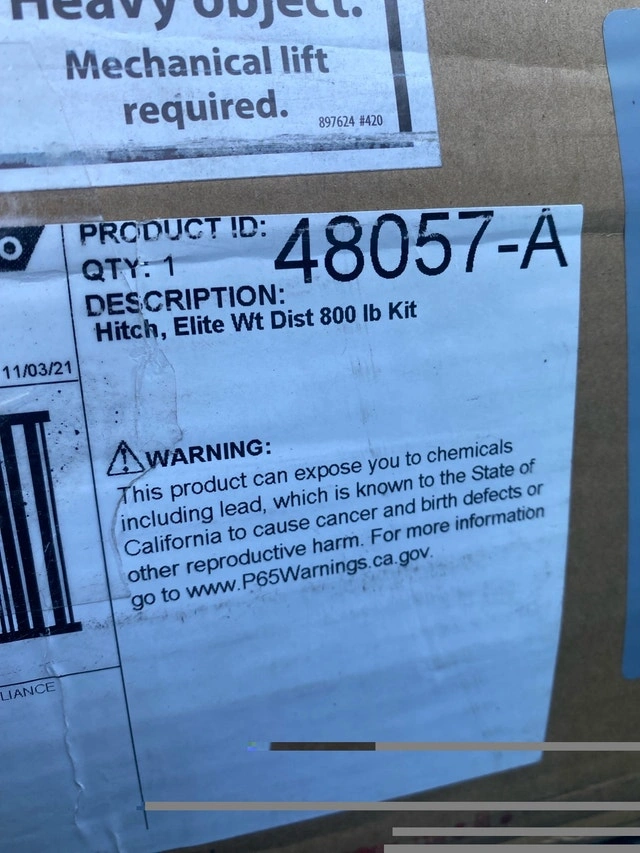 Heavy object.
Mechanical lift
required.
897624 #420
PRODUCT ID: 48057-A
QTY: 1
DESCRIPTION:
Hitch, Elite Wt Dist 800 lb Kit
11/03/21
WARNING:
This product can expose you to chemicals
including lead, which is known to the State of
California to cause cancer and birth defects or
other reproductive harm. For more information
go to www.P65Warnings.ca.gov.
LIANCE